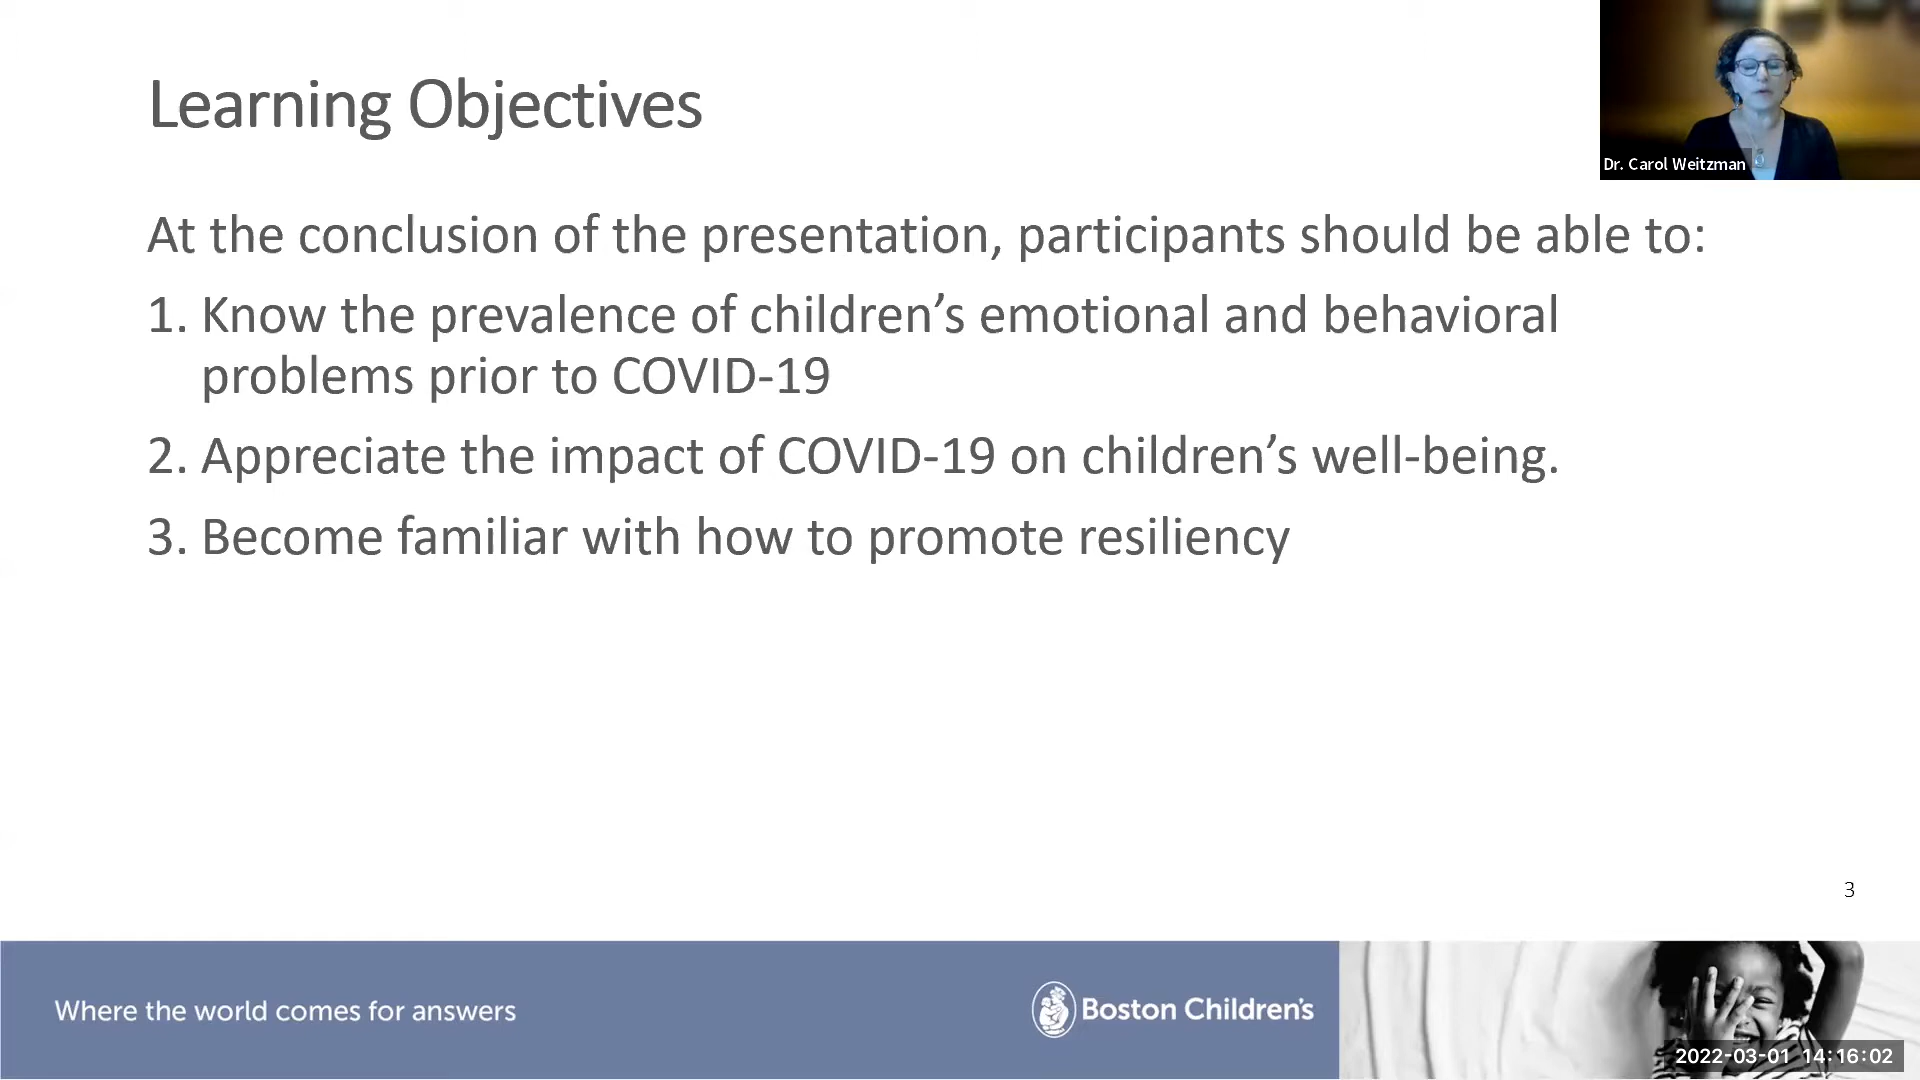 Learning Objectives
Dr. Carol Weitzman
At the conclusion of the presentation, participants should be able to:
1. Know the prevalence of children’s emotional and behavioral
problems prior to COVID-19
2. Appreciate the impact of COVID-19 on children’s well-being.
3. Become familiar with how to promote resiliency
3
Where the world comes for answers
Boston Children's
2022-03-01 14:16:02